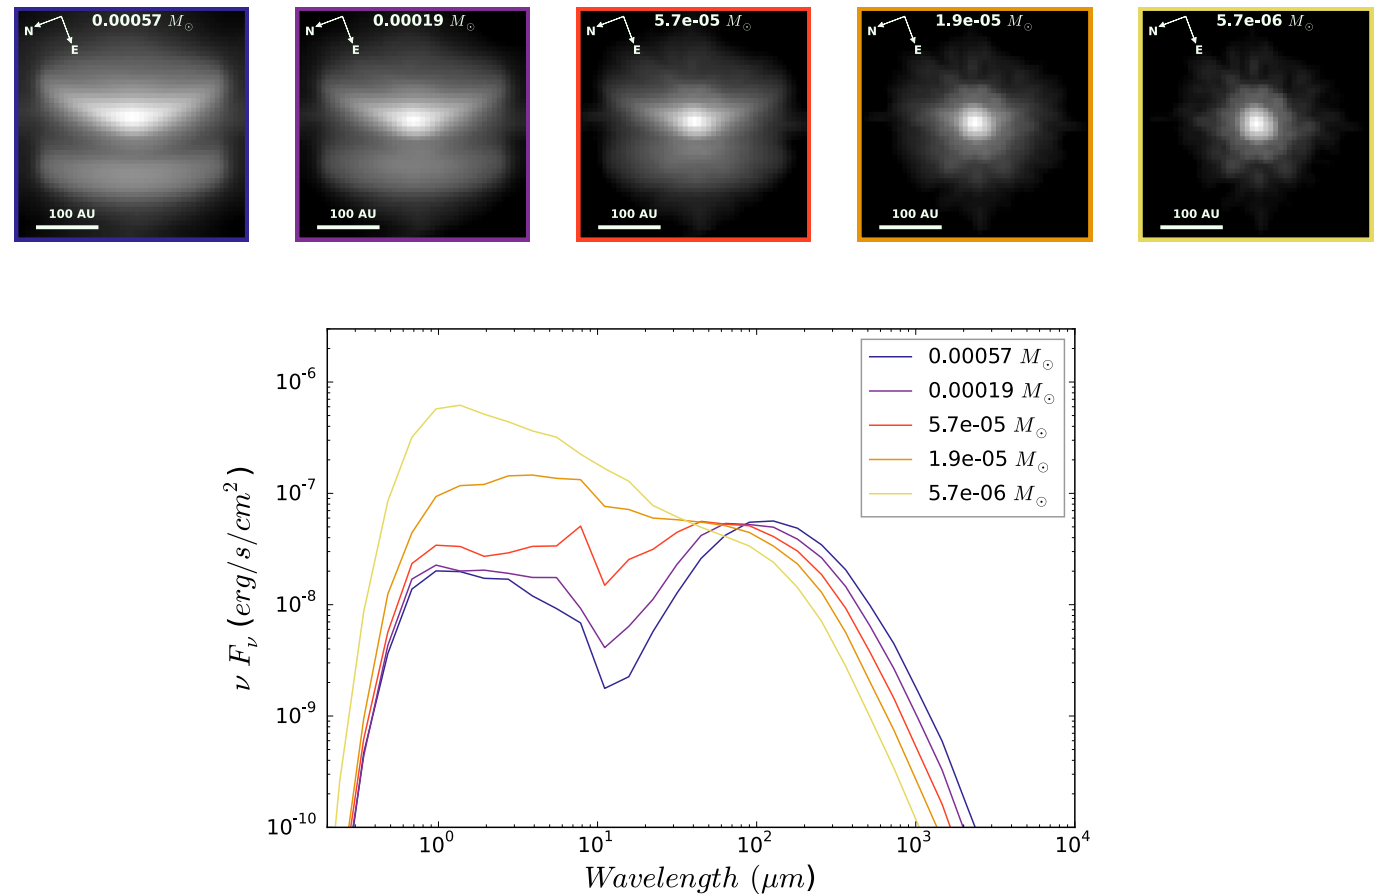 0.00057 M☉
N
E
100 AU
0.00019 M☉
N
E
100 AU
5.7e-05 M☉
N
E
100 AU
1.9e-05 M☉
N
E
100 AU
5.7e-06 M☉
N
E
100 AU
10^-6
10^-7
10^-8
10^-9
10^-10
ν F_ν (erg/s/cm^2)
0.00057 M☉
0.00019 M☉
5.7e-05 M☉
1.9e-05 M☉
5.7e-06 M☉
10^0 10^1 10^2 10^3 10^4
Wavelength (μm)